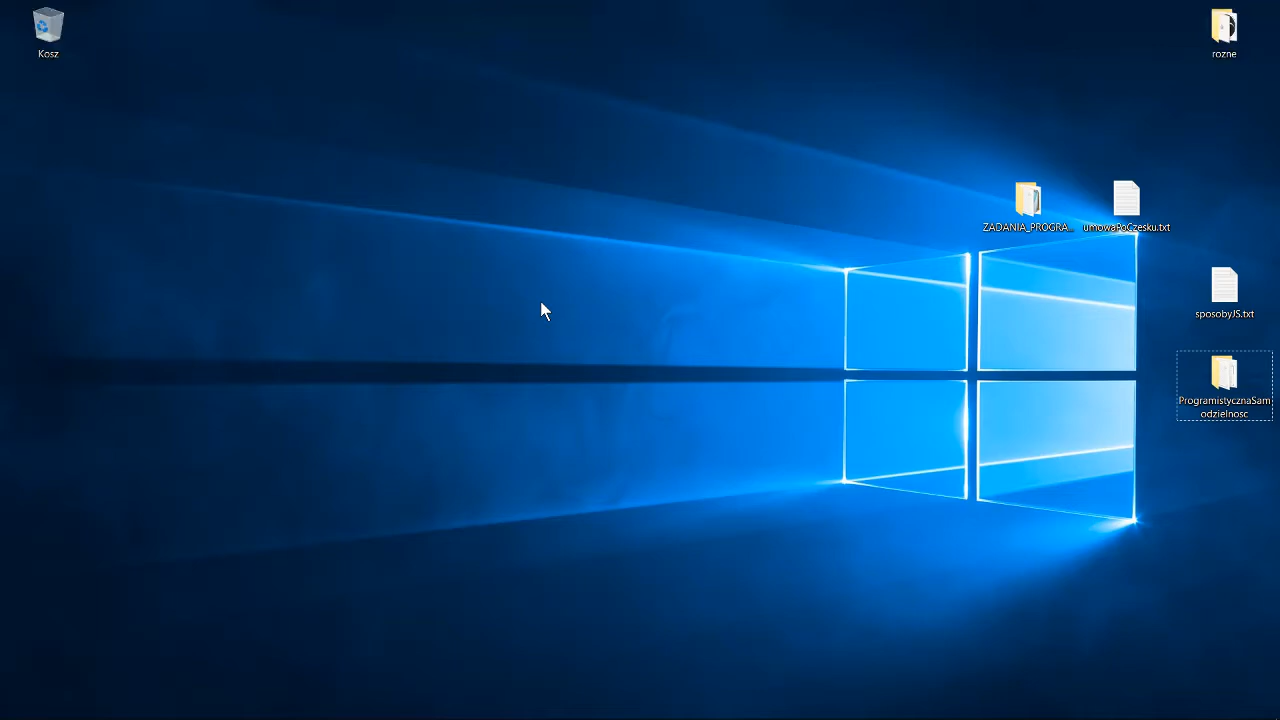 Kosz
rozne
ZADANIA_PROGRA...
umowaPoCzesku.txt
sposobyJS.txt
ProgramistycznaSam
odzielnosc